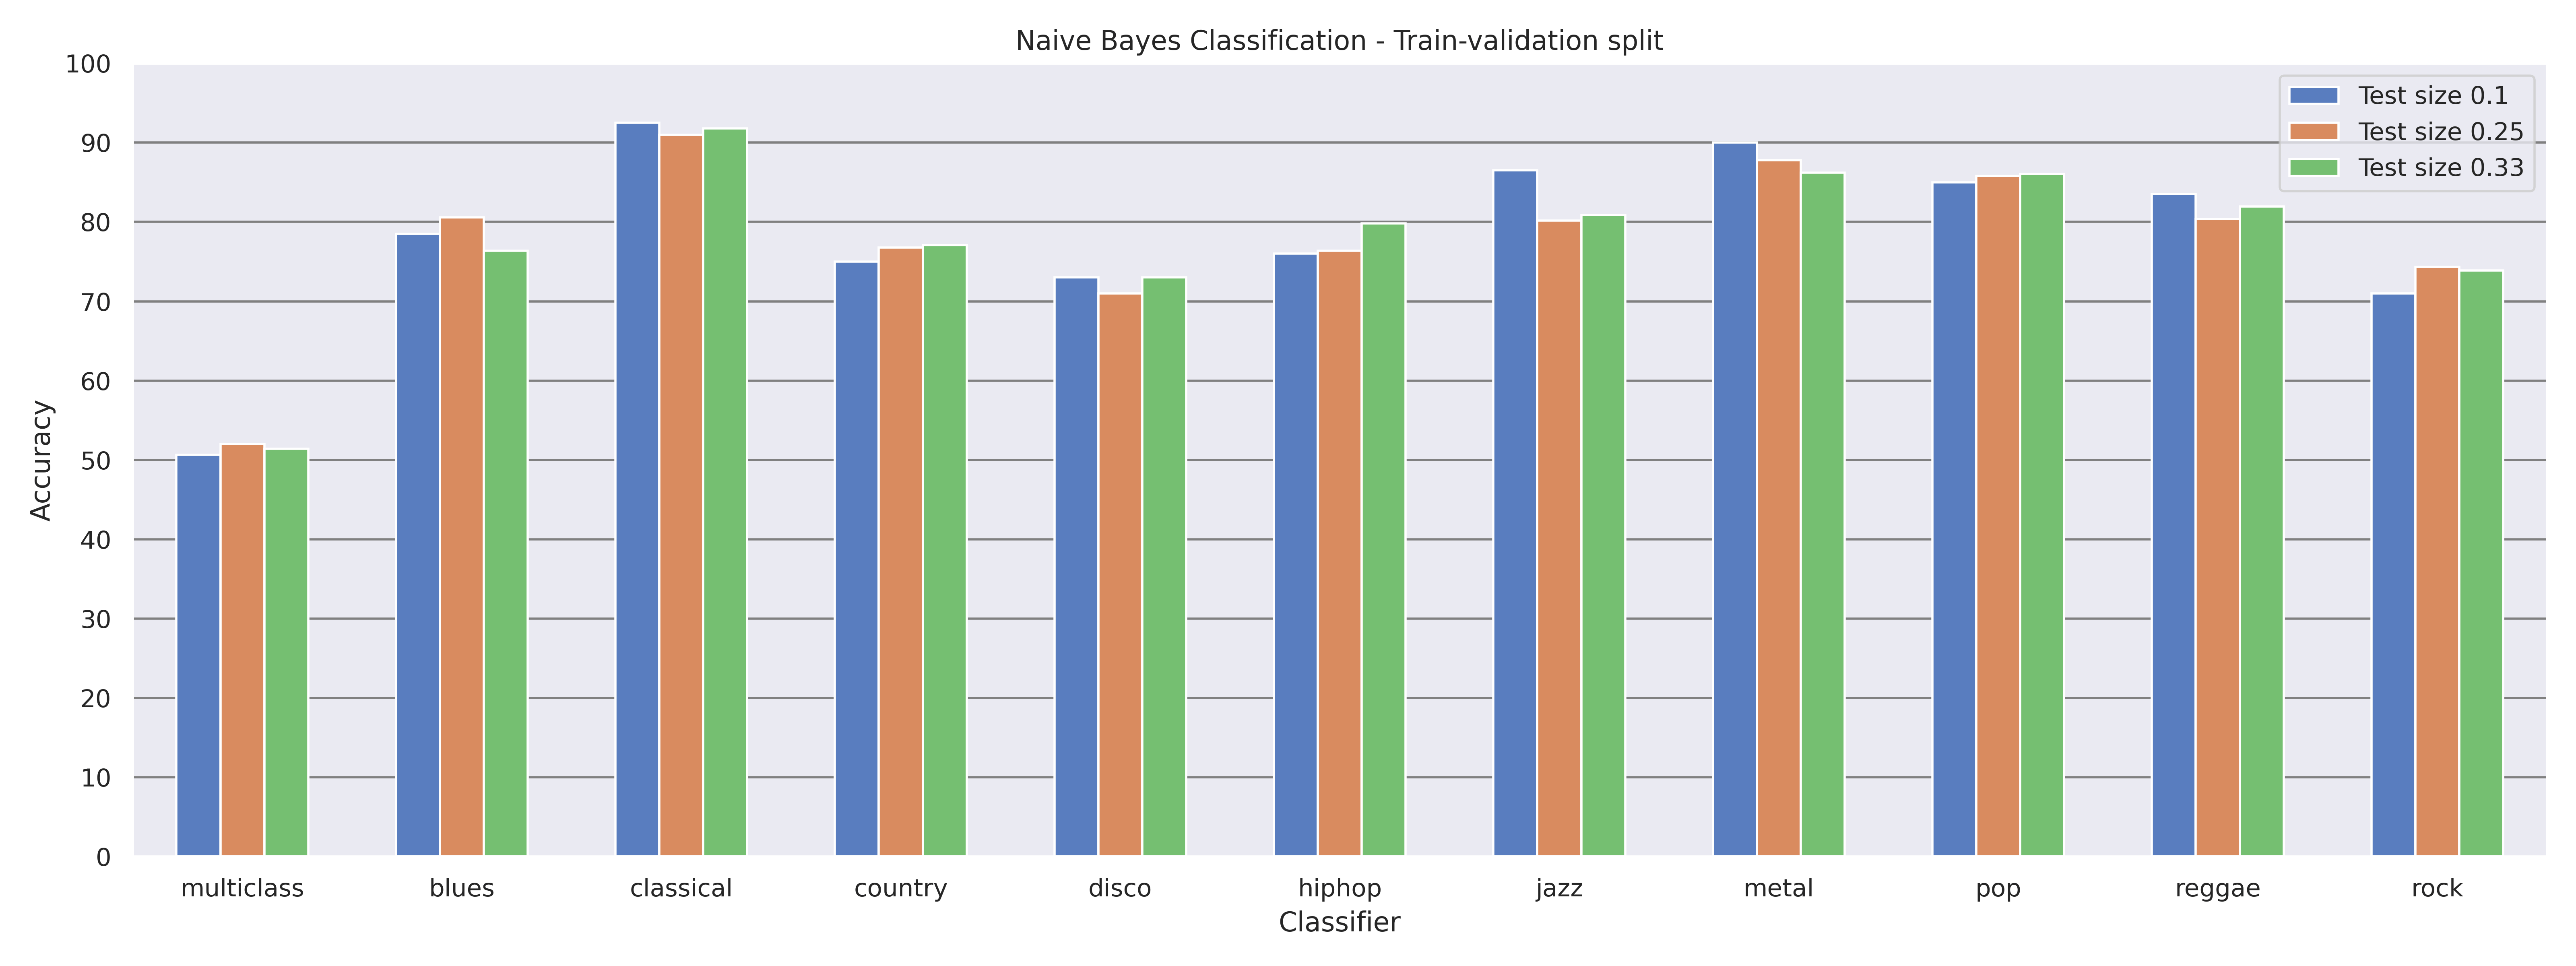 Naive Bayes Classification - Train-validation split
100
90
80
70
60
50
40
30
20
10
0
Accuracy
Test size 0.1
Test size 0.25
Test size 0.33
multiclass blues classical country disco hiphop jazz metal pop reggae rock
Classifier